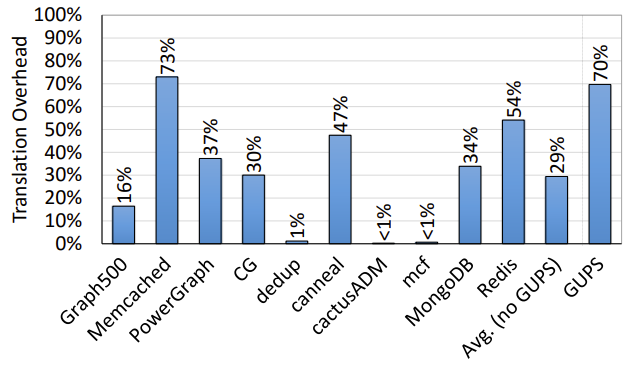 100%
90%
80%
70%
60%
50%
40%
30%
20%
10%
0%
Translation Overhead
16%
73%
37%
30%
1%
47%
<1%
<1%
34%
54%
29%
70%
Graph500
Memcached
PowerGraph
CG
dedup
canneal
cactusADM
mcf
MongoDB
Redis
Avg. (no GUPS)
GUPS